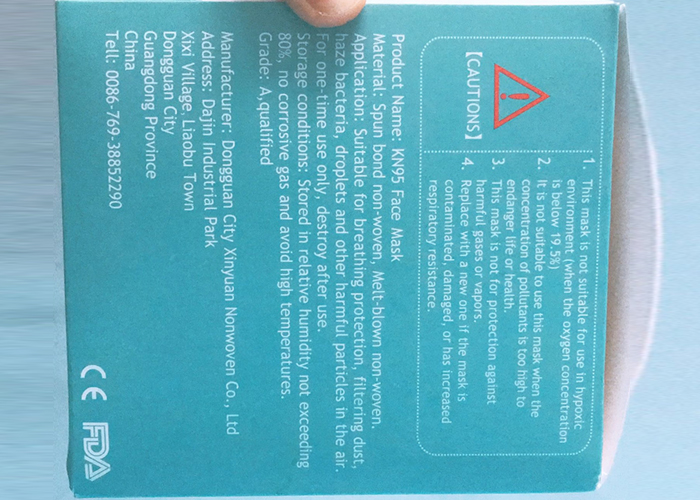 【CAUTIONS】
1. This mask is not suitable for use in hypoxic
environment (when the oxygen concentration
is below 19.5%)
2. It is not suitable to use this mask when the
concentration of pollutants is too high to
endanger life or health.
3. This mask is not for protection against
harmful gases or vapors.
4. Replace with a new one if the mask is
contaminated, damaged, or has increased
respiratory resistance.
Product Name: KN95 Face Mask
Material: Spun bond non-woven, Melt-blown non-woven.
Application: Suitable for breathing protection, filtering dust,
haze bacteria, droplets and other harmful particles in the air.
For one-time use only, destroy after use.
Storage conditions: Stored in relative humidity not exceeding
80%, no corrosive gas and avoid high temperatures.
Grade: A,qualified
Manufacturer: Dongguan City Xinyuan Nonwoven Co., Ltd
Address: Dajin Industrial Park
Xixi Village, Liaobu Town
Dongguan City
Guangdong Province
China
Tell: 0086-769-38852290
CE FDA